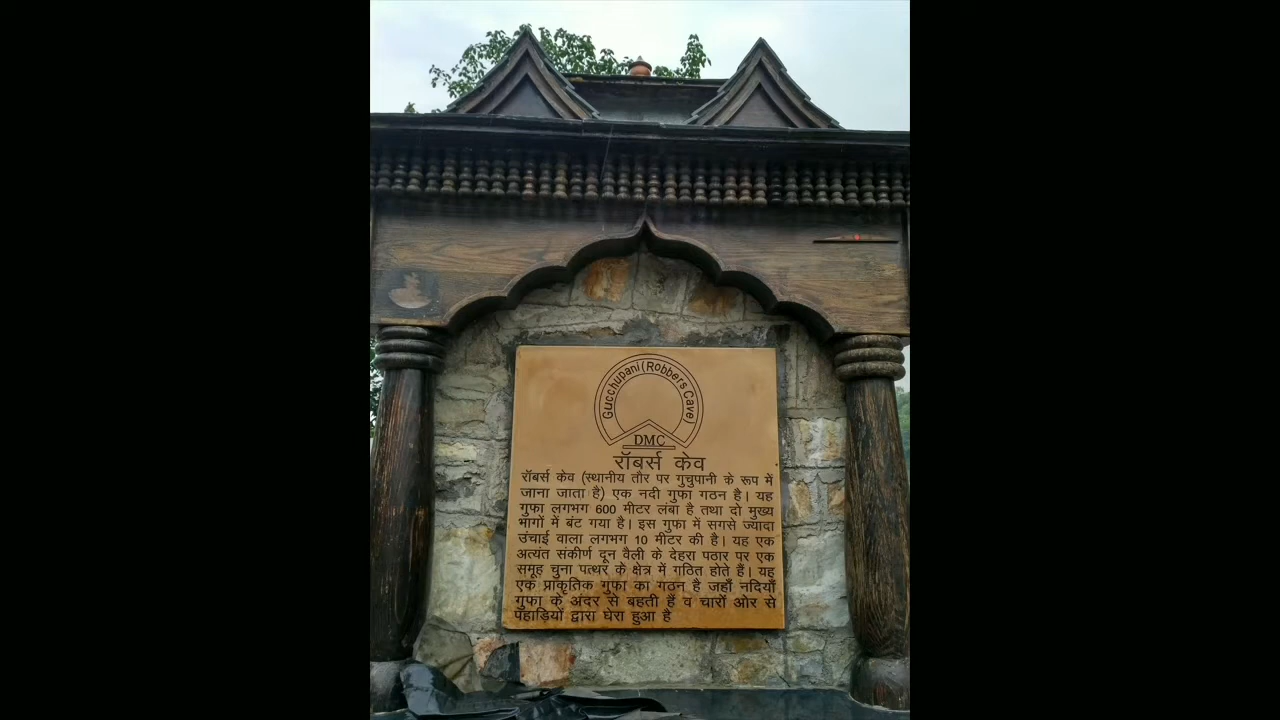 Gucchupani (Robbers Cave)
DMC
रॉबर्स केव
रॉबर्स केव (स्थानीय तौर पर गुचुपानी के रूप में
जाना जाता है) एक नदी गुफा गठन है। यह
गुफा लगभग 600 मीटर लंबा है तथा दो मुख्य
भागों में बंट गया है। इस गुफा में सगसे ज्यादा
उंचाई वाला लगभग 10 मीटर की है। यह एक
अत्यंत संकीर्ण दून वैली के देहरा पठार पर एक
समूह चुना पत्थर के क्षेत्र में गठित होते हैं। यह
एक प्राकृतिक गुफा का गठन है जहाँ नदियाँ
गुफा के अंदर से बहती हैं व चारों ओर से
पहाड़ियों द्वारा घेरा हुआ है